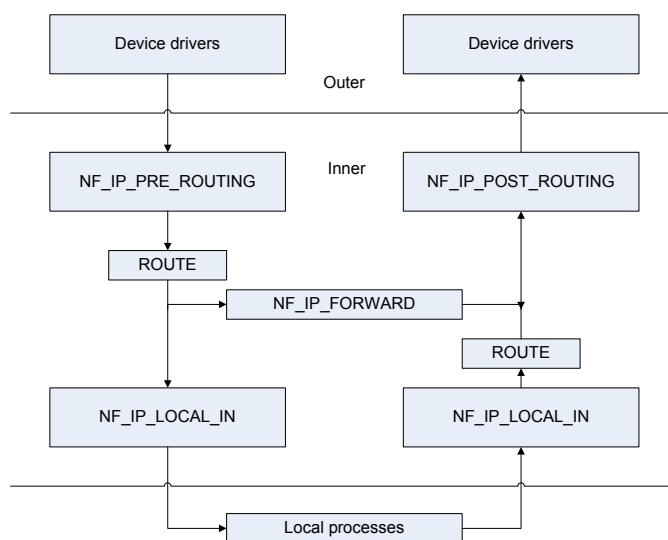 Device drivers
Device drivers
Outer
NF_IP_PRE_ROUTING
Inner
NF_IP_POST_ROUTING
ROUTE
NF_IP_FORWARD
ROUTE
NF_IP_LOCAL_IN
NF_IP_LOCAL_IN
Local processes